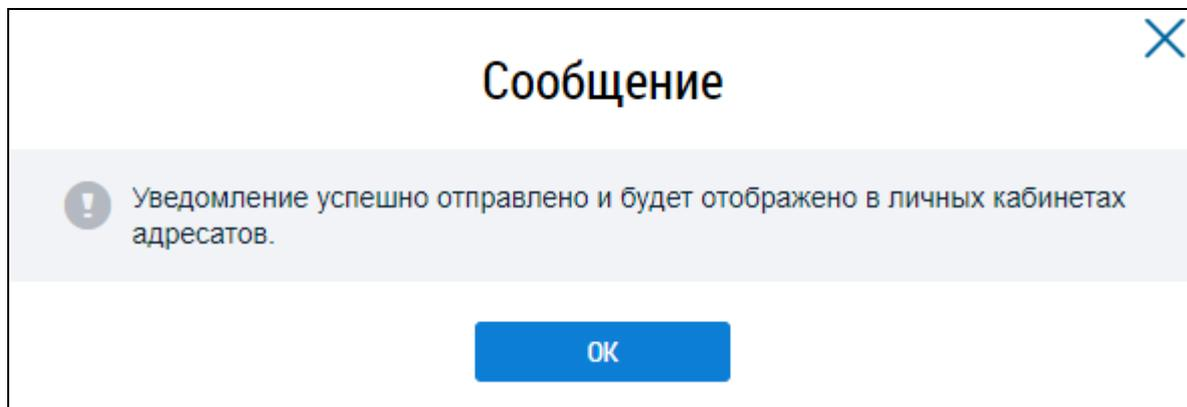 Сообщение
Уведомление успешно отправлено и будет отображено в личных кабинетах
адресатов.
ОК